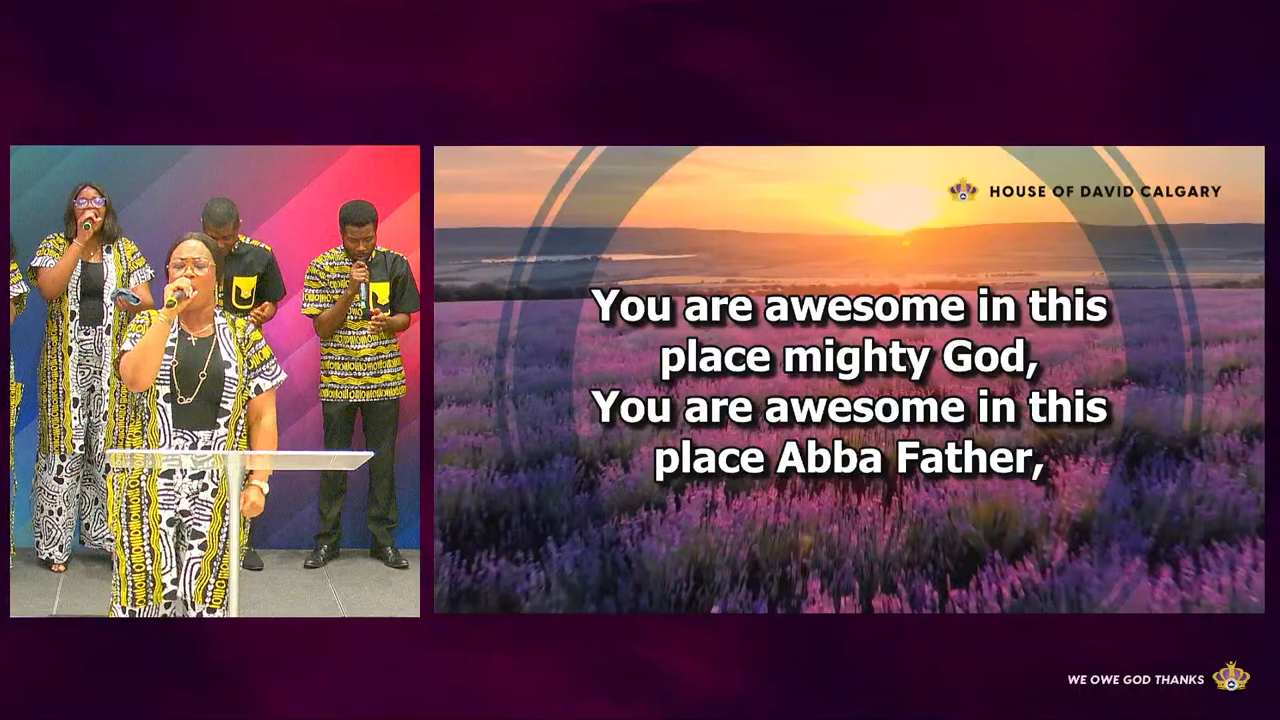 HOUSE OF DAVID CALGARY
You are awesome in this
place mighty God,
You are awesome in this
place Abba Father,
WE OWE GOD THANKS